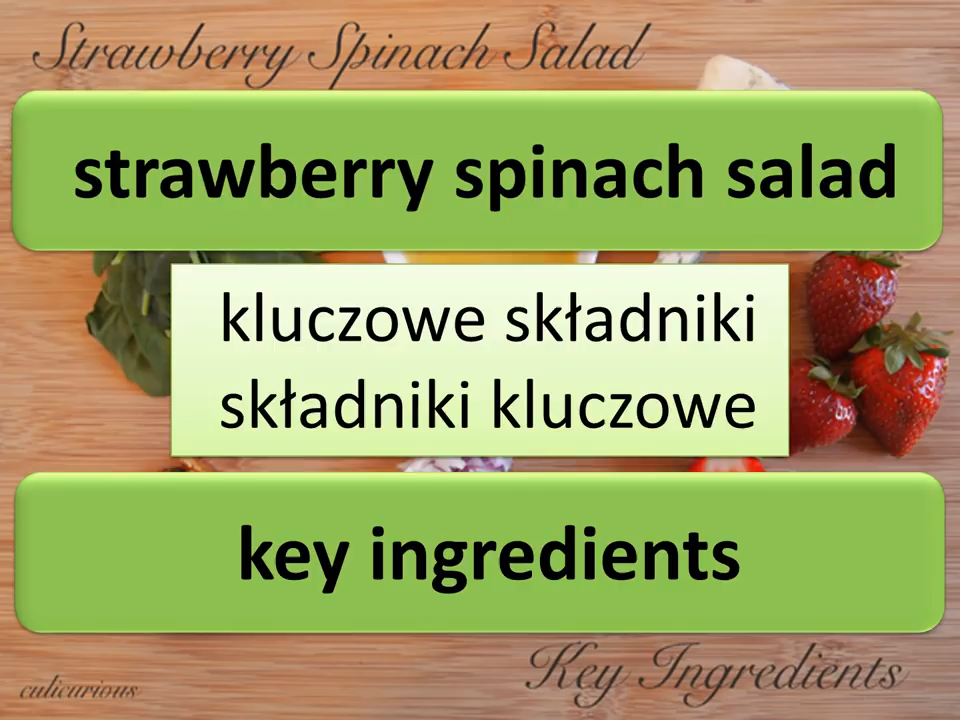 Strawberry Spinach Salad
strawberry spinach salad
kluczowe składniki
składniki kluczowe
key ingredients
Key Ingredients
culicurious